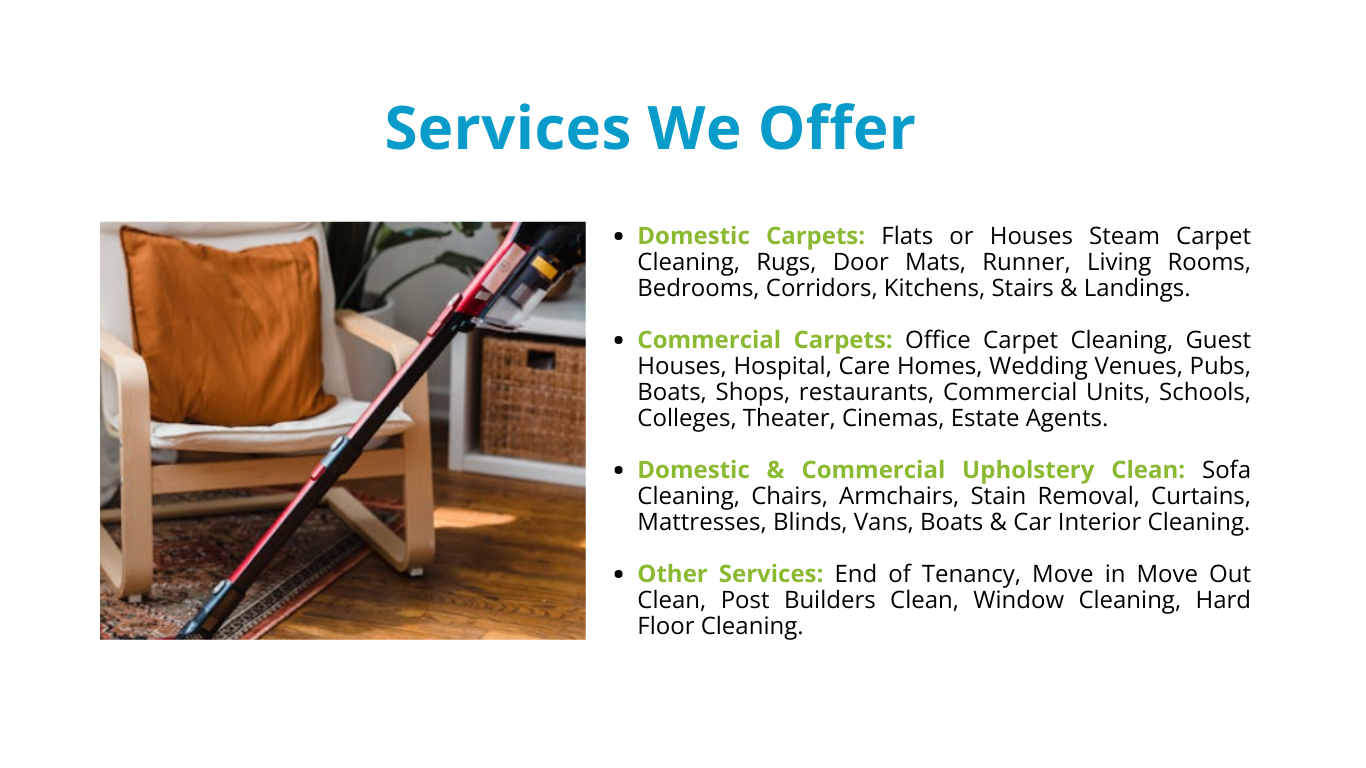 Services We Offer
• Domestic Carpets: Flats or Houses Steam Carpet
Cleaning, Rugs, Door Mats, Runner, Living Rooms,
Bedrooms, Corridors, Kitchens, Stairs & Landings.
• Commercial Carpets: Office Carpet Cleaning, Guest
Houses, Hospital, Care Homes, Wedding Venues, Pubs,
Boats, Shops, restaurants, Commercial Units, Schools,
Colleges, Theater, Cinemas, Estate Agents.
• Domestic & Commercial Upholstery Clean: Sofa
Cleaning, Chairs, Armchairs, Stain Removal, Curtains,
Mattresses, Blinds, Vans, Boats & Car Interior Cleaning.
• Other Services: End of Tenancy, Move in Move Out
Clean, Post Builders Clean, Window Cleaning, Hard
Floor Cleaning.